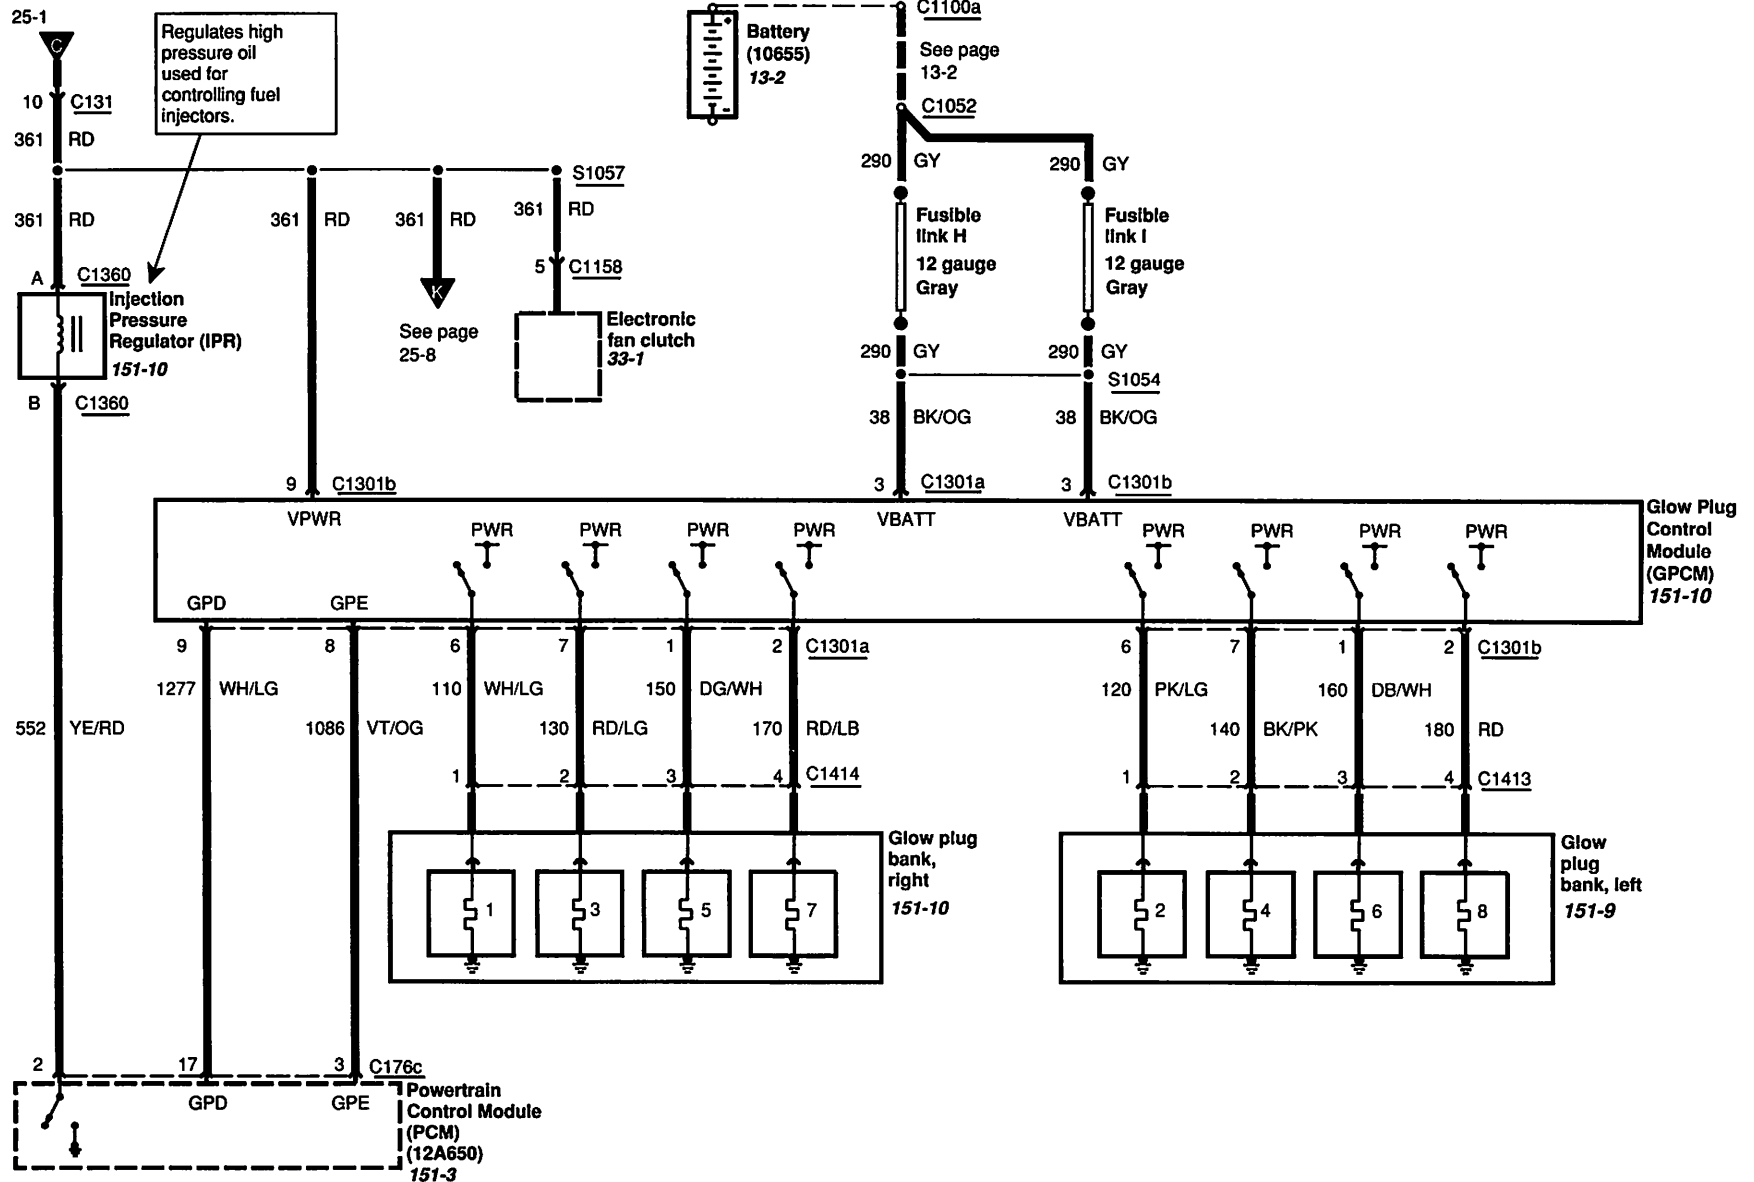 25-1
C
10 C131
361 RD
Regulates high
pressure oil
used for
controlling fuel
injectors.
Battery
(10655)
13-2
+
-
C1100a
See page
13-2
C1052
290 GY
290 GY
S1057
361 RD
361 RD
361 RD
361 RD
A C1360
Injection
Pressure
Regulator (IPR)
151-10
B C1360
K
See page
25-8
5 C1158
Electronic
fan clutch
33-1
Fusible
link H
12 gauge
Gray
Fusible
link I
12 gauge
Gray
290 GY
290 GY
S1054
38 BK/OG
38 BK/OG
9 C1301b
3 C1301a
3 C1301b
VPWR
VBATT
VBATT
PWR
PWR
PWR
PWR
PWR
PWR
PWR
PWR
Glow Plug
Control
Module
(GPCM)
151-10
GPD
GPE
9 8 6 7 1 2 C1301a
6 7 1 2 C1301b
1277 WH/LG
110 WH/LG
150 DG/WH
120 PK/LG
160 DB/WH
552 YE/RD
1086 VT/OG
130 RD/LG
170 RD/LB
140 BK/PK
180 RD
1 2 3 4 C1414
1 2 3 4 C1413
Glow plug
bank,
right
151-10
1 3 5 7
Glow
plug
bank, left
151-9
2 4 6 8
2 17 3 C176c
GPD
GPE
Powertrain
Control Module
(PCM)
(12A650)
151-3